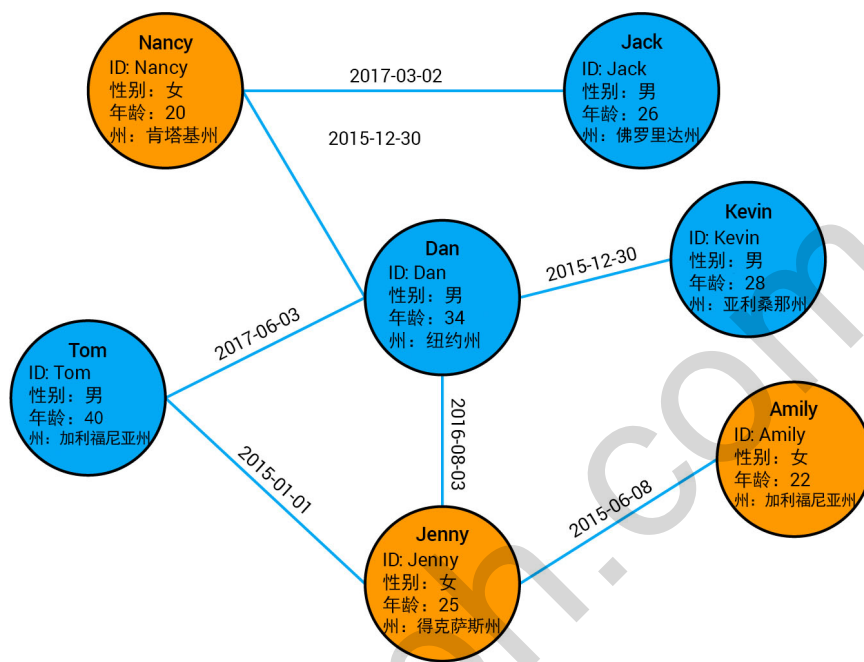 Nancy
ID: Nancy
性别：女
年龄：20
州：肯塔基州
2017-03-02
Jack
ID: Jack
性别：男
年龄：26
州：佛罗里达州
2015-12-30
Dan
ID: Dan
性别：男
年龄：34
州：纽约州
2015-12-30
Kevin
ID: Kevin
性别：男
年龄：28
州：亚利桑那州
2017-06-03
Tom
ID: Tom
性别：男
年龄：40
州：加利福尼亚州
2016-08-03
Amily
ID: Amily
性别：女
年龄：22
州：加利福尼亚州
2015-01-01
2015-06-08
Jenny
ID: Jenny
性别：女
年龄：25
州：得克萨斯州